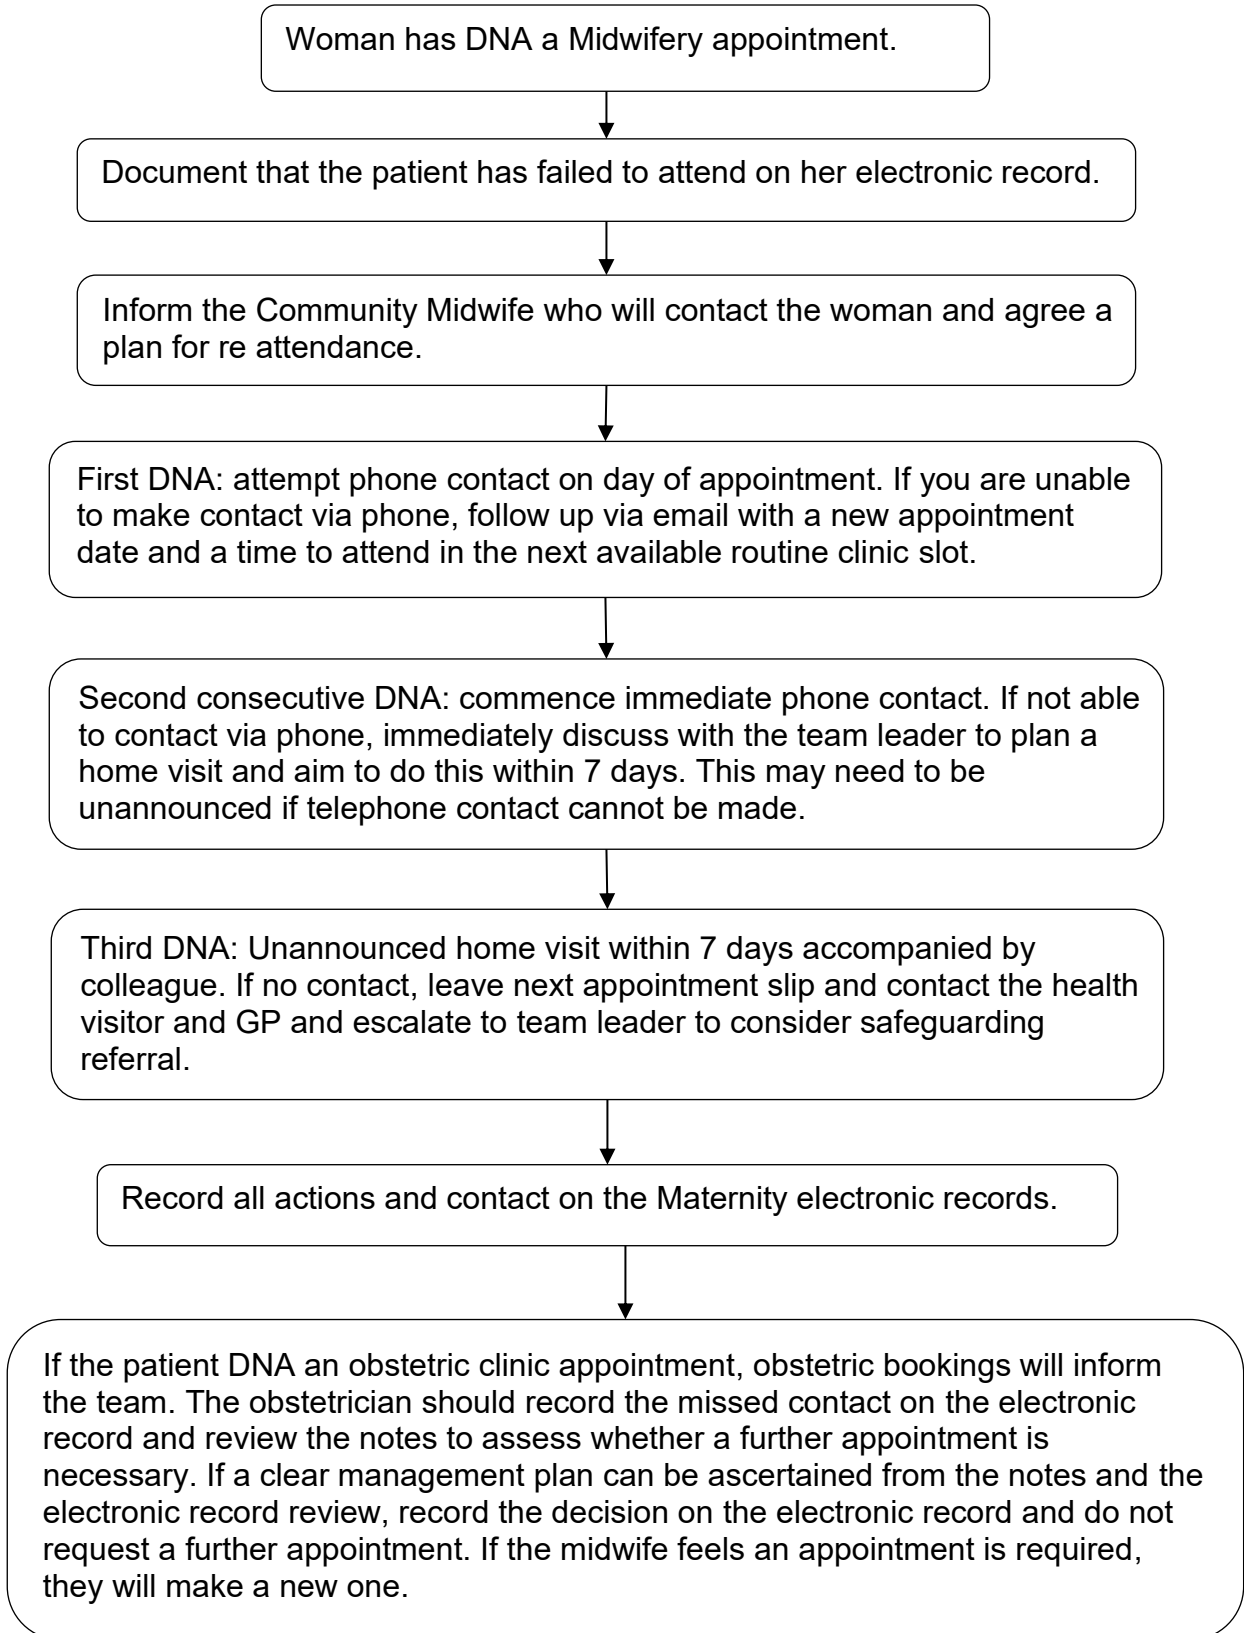 Woman has DNA a Midwifery appointment.
Document that the patient has failed to attend on her electronic record.
Inform the Community Midwife who will contact the woman and agree a
plan for re attendance.
First DNA: attempt phone contact on day of appointment. If you are unable
to make contact via phone, follow up via email with a new appointment
date and a time to attend in the next available routine clinic slot.
Second consecutive DNA: commence immediate phone contact. If not able
to contact via phone, immediately discuss with the team leader to plan a
home visit and aim to do this within 7 days. This may need to be
unannounced if telephone contact cannot be made.
Third DNA: Unannounced home visit within 7 days accompanied by
colleague. If no contact, leave next appointment slip and contact the health
visitor and GP and escalate to team leader to consider safeguarding
referral.
Record all actions and contact on the Maternity electronic records.
If the patient DNA an obstetric clinic appointment, obstetric bookings will inform
the team. The obstetrician should record the missed contact on the electronic
record and review the notes to assess whether a further appointment is
necessary. If a clear management plan can be ascertained from the notes and the
electronic record review, record the decision on the electronic record and do not
request a further appointment. If the midwife feels an appointment is required,
they will make a new one.